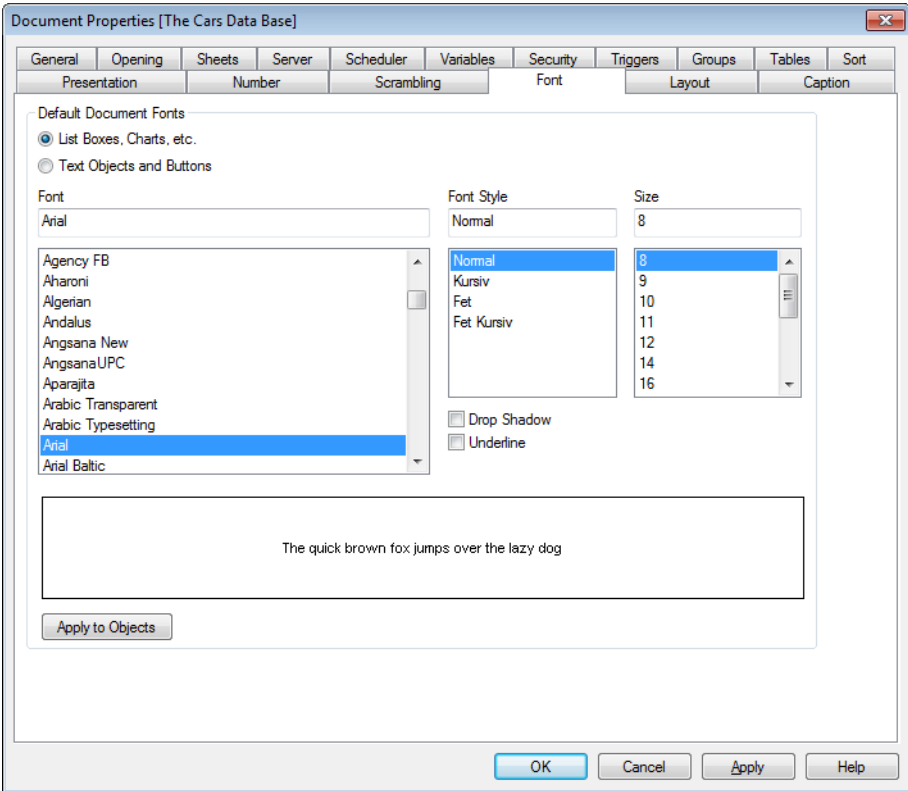 Document Properties [The Cars Data Base]
General Opening Sheets Server Scheduler Variables Security Triggers Groups Tables Sort
Presentation Number Scrambling Font Layout Caption
Default Document Fonts
List Boxes, Charts, etc.
Text Objects and Buttons
Font Font Style Size
Arial Normal 8
Agency FB Normal 8
Aharoni Kursiv 9
Algerian Fet 10
Andalus Fet Kursiv 11
Angsana New 12
AngsanaUPC 14
Aparajita 16
Arabic Transparent
Drop Shadow
Arabic Typesetting
Arial
Underline
Arial Baltic
The quick brown fox jumps over the lazy dog
Apply to Objects
OK Cancel Apply Help